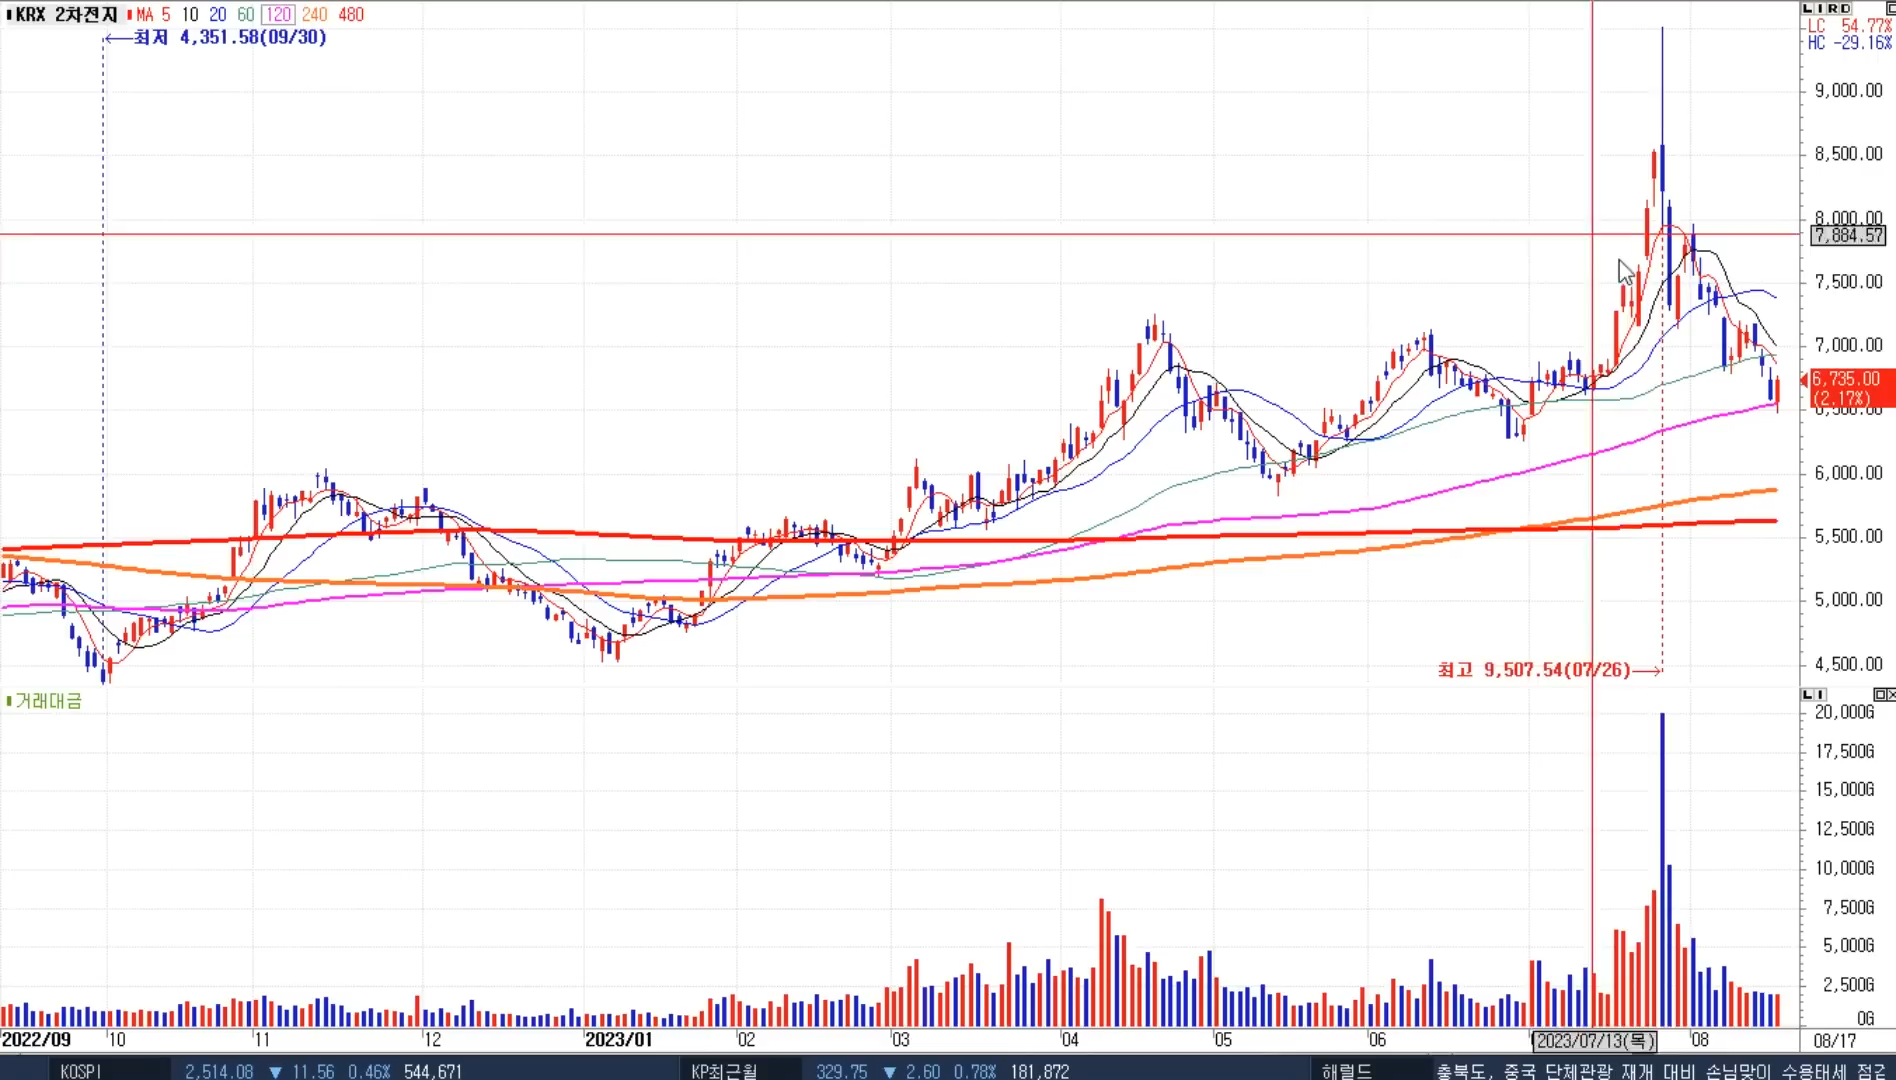 KRX 2차전지 MA 5 10 20 60 120 240 480
최저 4,351.58(09/30)
LIRD
LC 54.77%
HC -29.16%
9,000.00
8,500.00
8,000.00
7,884.57
7,500.00
7,000.00
6,735.00
(2.17%)
6,500.00
6,000.00
5,500.00
5,000.00
4,500.00
최고 9,507.54(07/26)
거래대금
LI
20,000G
17,500G
15,000G
12,500G
10,000G
7,500G
5,000G
2,500G
0G
2022/09 10 11 12 2023/01 02 03 04 05 06 2023/07/13(목) 08 08/17
KOSPI 2,514.08 ▼ 11.56 0.46% 544,671 KP최근월 329.75 ▼ 2.60 0.78% 181,872 해럴드 충북도, 중국 단체관광 재개 대비 손님맞이 수용태세 점검